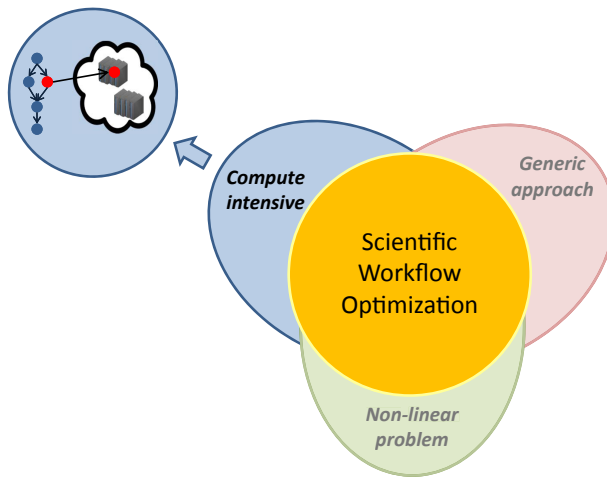 Compute
intensive
Generic
approach
Scientific
Workflow
Optimization
Non-linear
problem